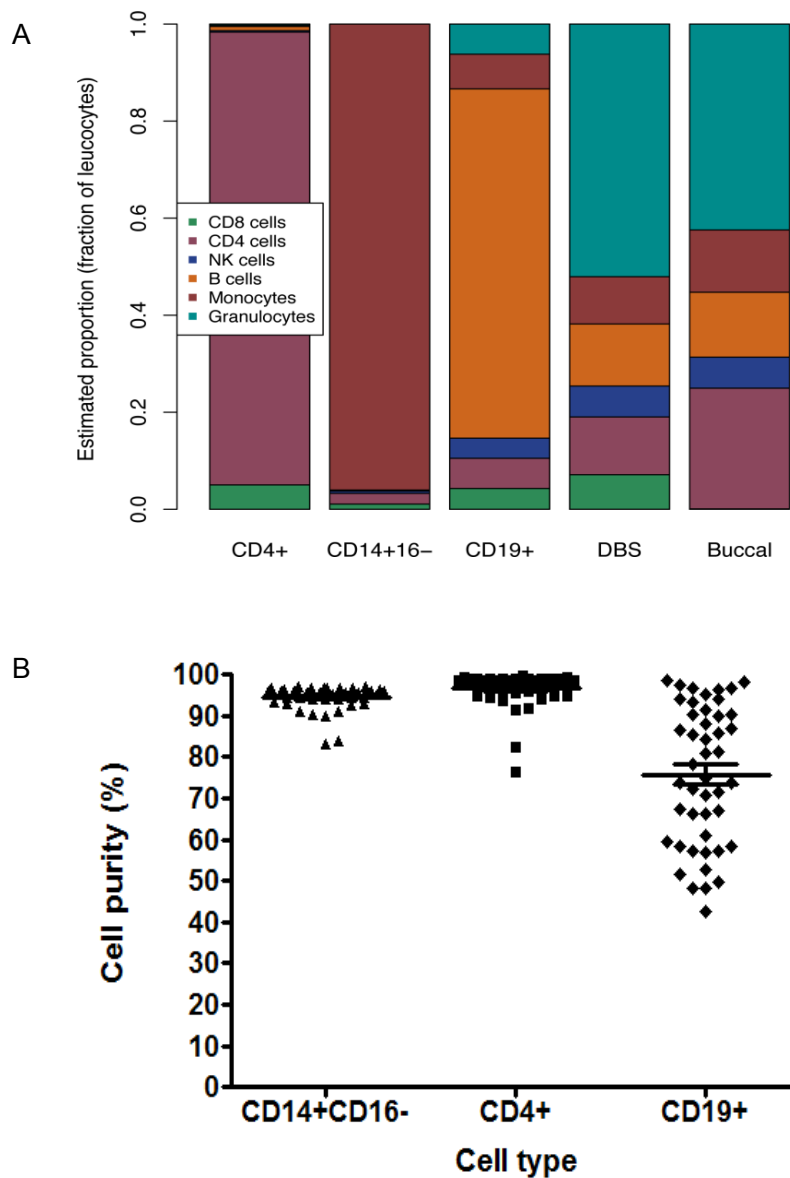 A
Estimated proportion (fraction of leucocytes)
1.0
0.8
0.6
0.4
0.2
0.0
CD8 cells
CD4 cells
NK cells
B cells
Monocytes
Granulocytes
CD4+ CD14+16− CD19+ DBS Buccal
B
Cell purity (%)
100
90
80
70
60
50
40
30
20
10
0
CD14+CD16- CD4+ CD19+
Cell type